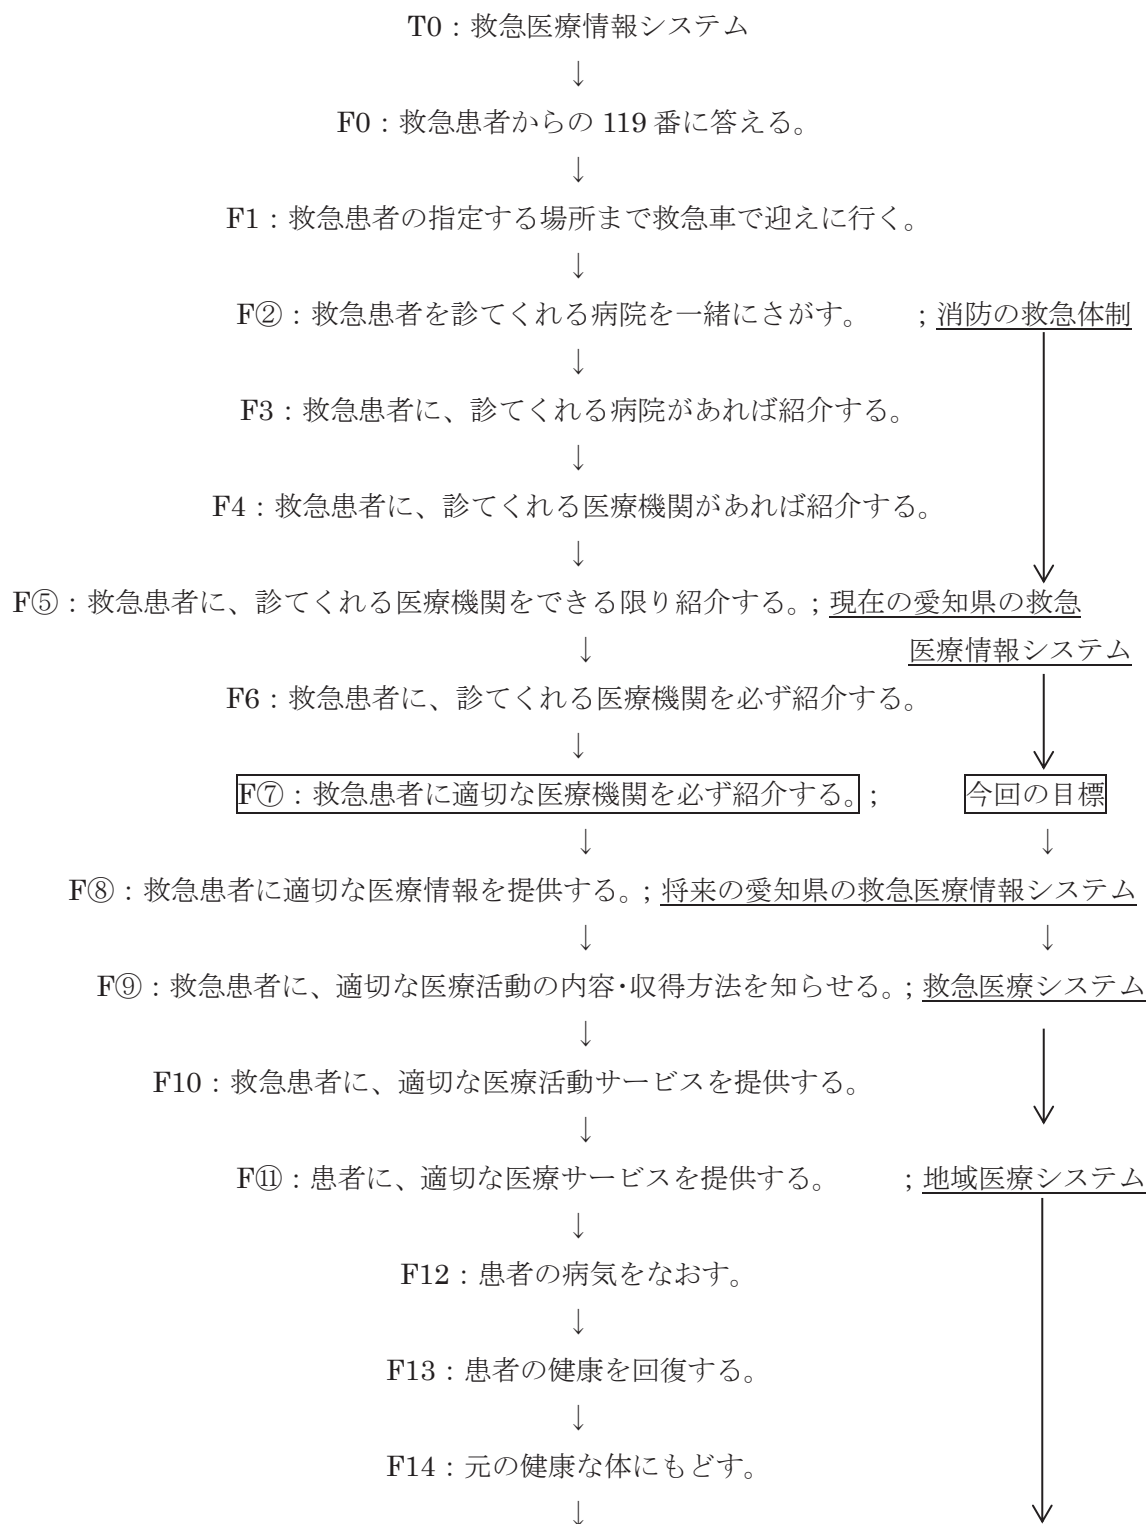 T0：救急医療情報システム
↓
F0：救急患者からの 119 番に答える。
↓
F1：救急患者の指定する場所まで救急車で迎えに行く。
↓
F②：救急患者を診てくれる病院を一緒にさがす。　；消防の救急体制
↓
F3：救急患者に、診てくれる病院があれば紹介する。
↓
F4：救急患者に、診てくれる医療機関があれば紹介する。
↓
F⑤：救急患者に、診てくれる医療機関をできる限り紹介する。；現在の愛知県の救急
↓　医療情報システム
F6：救急患者に、診てくれる医療機関を必ず紹介する。
↓
F⑦：救急患者に適切な医療機関を必ず紹介する。；　今回の目標
↓　↓
F⑧：救急患者に適切な医療情報を提供する。；将来の愛知県の救急医療情報システム
↓　↓
F⑨：救急患者に、適切な医療活動の内容・収得方法を知らせる。；救急医療システム
↓
F10：救急患者に、適切な医療活動サービスを提供する。
↓
F⑪：患者に、適切な医療サービスを提供する。　；地域医療システム
↓
F12：患者の病気をなおす。
↓
F13：患者の健康を回復する。
↓
F14：元の健康な体にもどす。
↓